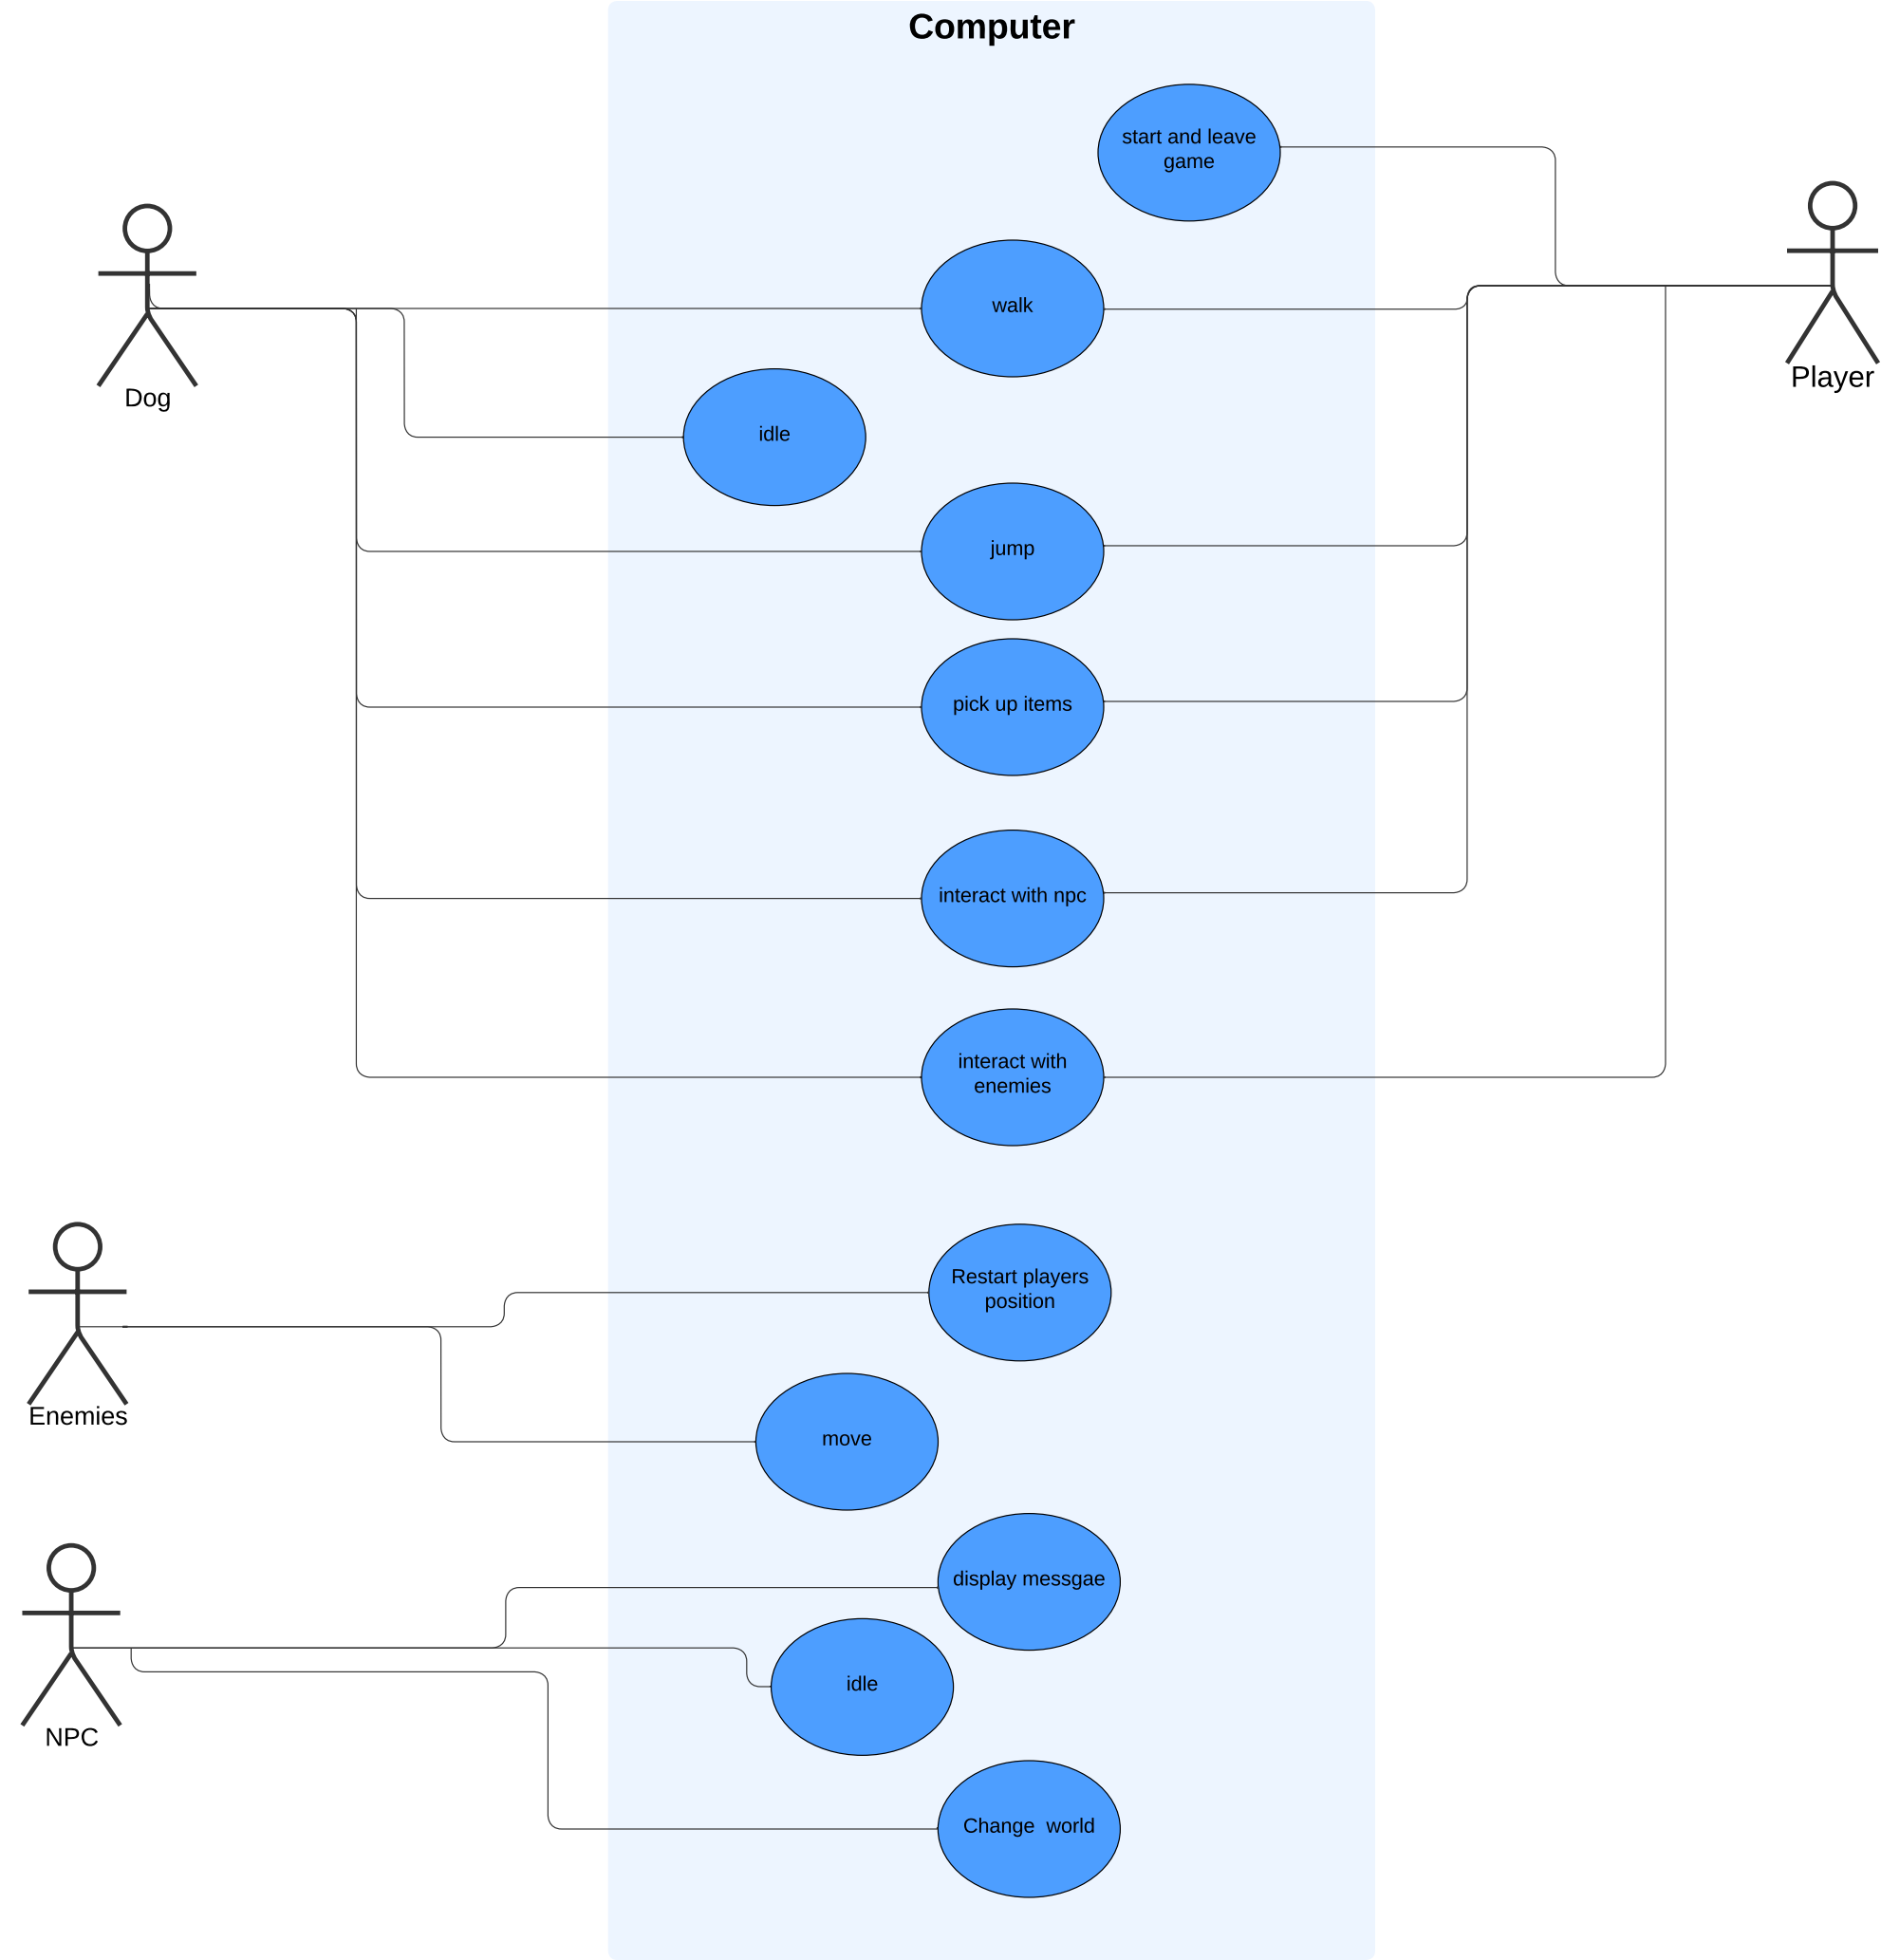 Computer
start and leave
game
walk
Dog
Player
idle
jump
pick up items
interact with npc
interact with
enemies
Restart players
position
Enemies
move
display messgae
idle
NPC
Change  world